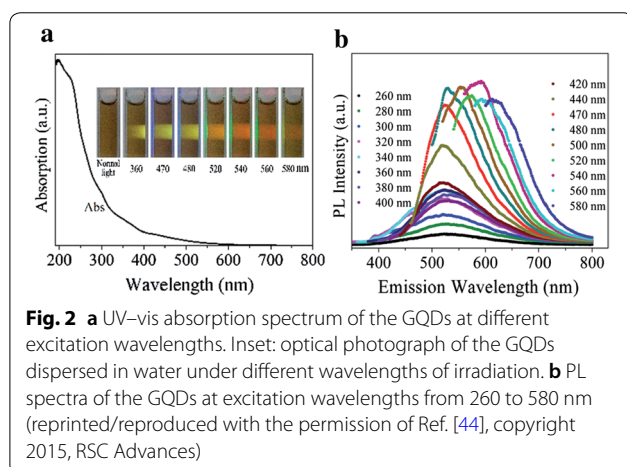 a
b
Absorption (a.u.)
Abs
Normal
light
360
470
480
520
540
560
580 nm
200 300 400 500 600 700 800
Wavelength (nm)
PL Intensity (a.u.)
260 nm
280 nm
300 nm
320 nm
340 nm
360 nm
380 nm
400 nm
420 nm
440 nm
470 nm
480 nm
500 nm
520 nm
540 nm
560 nm
580 nm
400 500 600 700 800
Emission Wavelength (nm)
Fig. 2 a UV–vis absorption spectrum of the GQDs at different
excitation wavelengths. Inset: optical photograph of the GQDs
dispersed in water under different wavelengths of irradiation. b PL
spectra of the GQDs at excitation wavelengths from 260 to 580 nm
(reprinted/reproduced with the permission of Ref. [44], copyright
2015, RSC Advances)